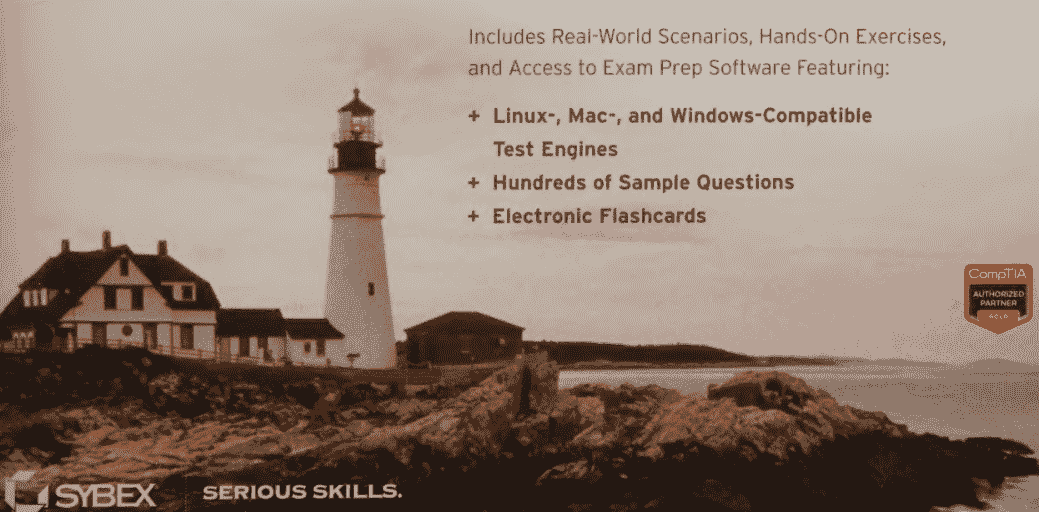 Includes Real-World Scenarios, Hands-On Exercises,
and Access to Exam Prep Software Featuring:
+ Linux-, Mac-, and Windows-Compatible
Test Engines
+ Hundreds of Sample Questions
+ Electronic Flashcards
CompTIA
AUTHORIZED
PARTNER
GOLD
SYBEX
SERIOUS SKILLS.